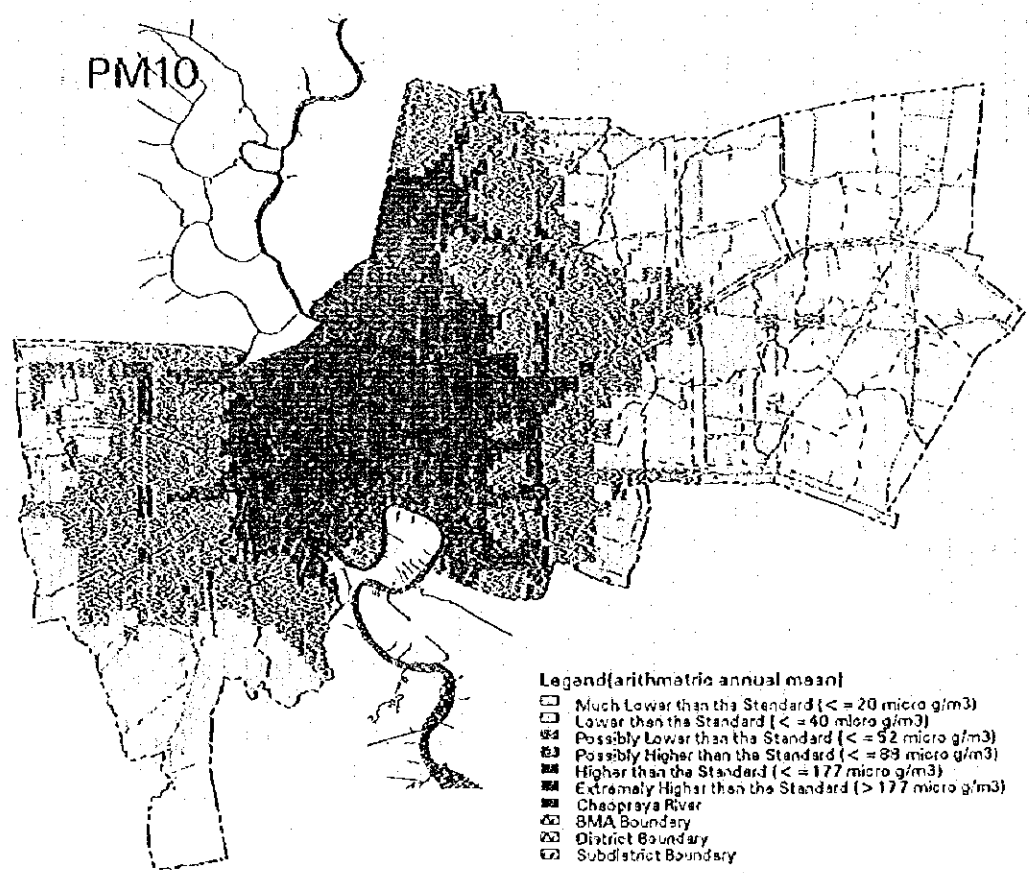 PM10
Legend(arithmetric annual mean)
Much Lower than the Standard (< = 20 micro g/m3)
Lower than the Standard (< = 40 micro g/m3)
Possibly Lower than the Standard (< = 52 micro g/m3)
Possibly Higher than the Standard (< = 88 micro g/m3)
Higher than the Standard (< = 177 micro g/m3)
Extremely Higher than the Standard (> 177 micro g/m3)
Chaopraya River
BMA Boundary
District Boundary
Subdistrict Boundary